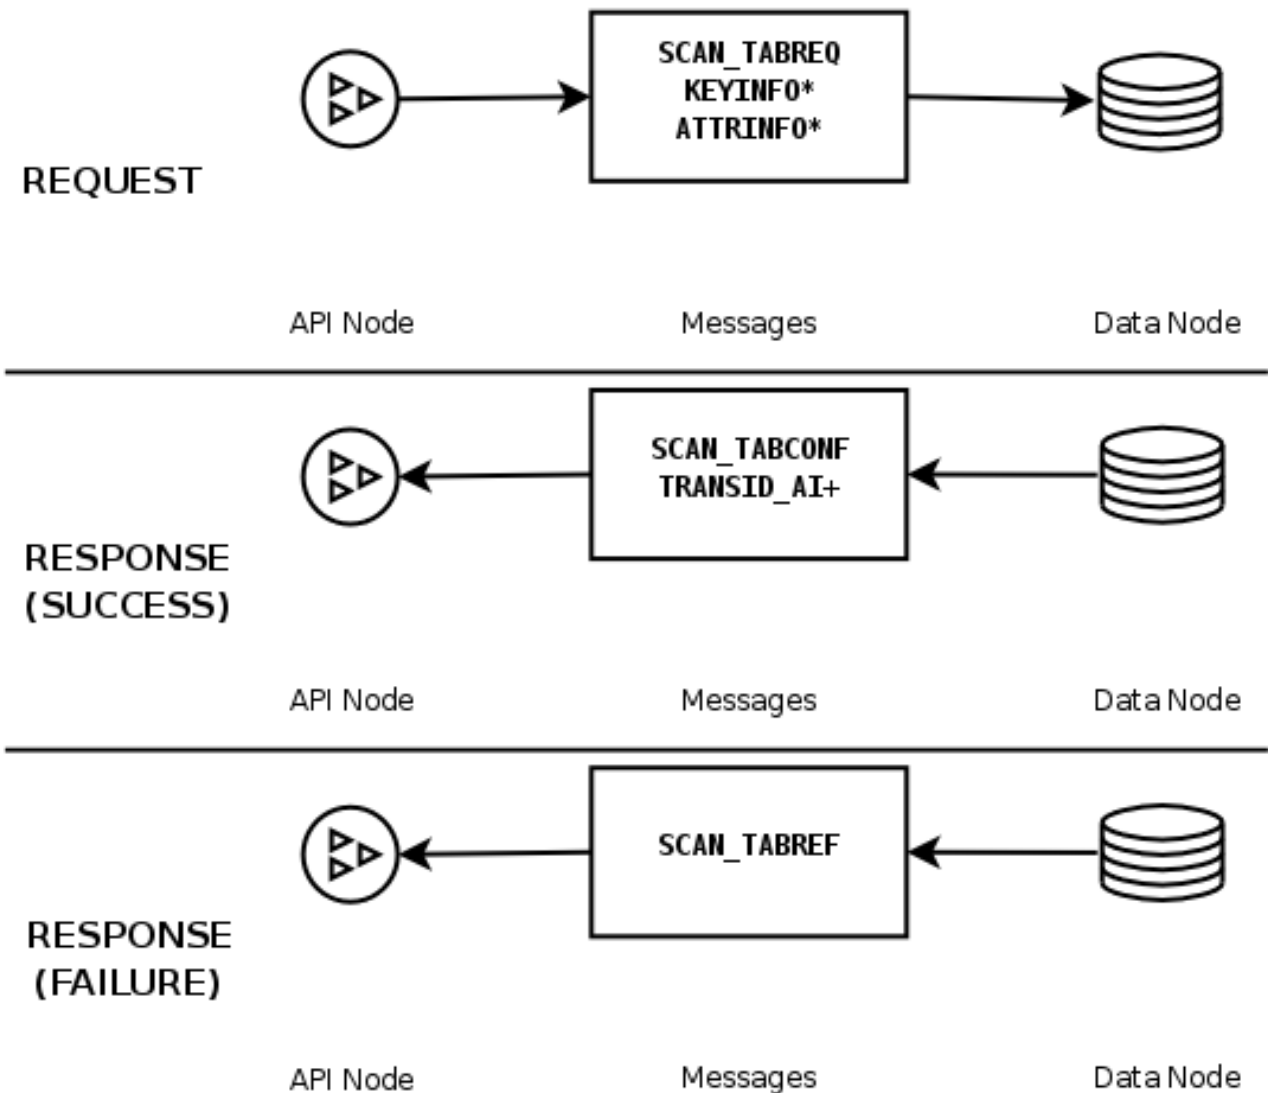 SCAN_TABREQ
KEYINFO*
ATTRINFO*
REQUEST
API Node
Messages
Data Node
SCAN_TABCONF
TRANSID_AI+
RESPONSE
(SUCCESS)
API Node
Messages
Data Node
SCAN_TABREF
RESPONSE
(FAILURE)
API Node
Messages
Data Node